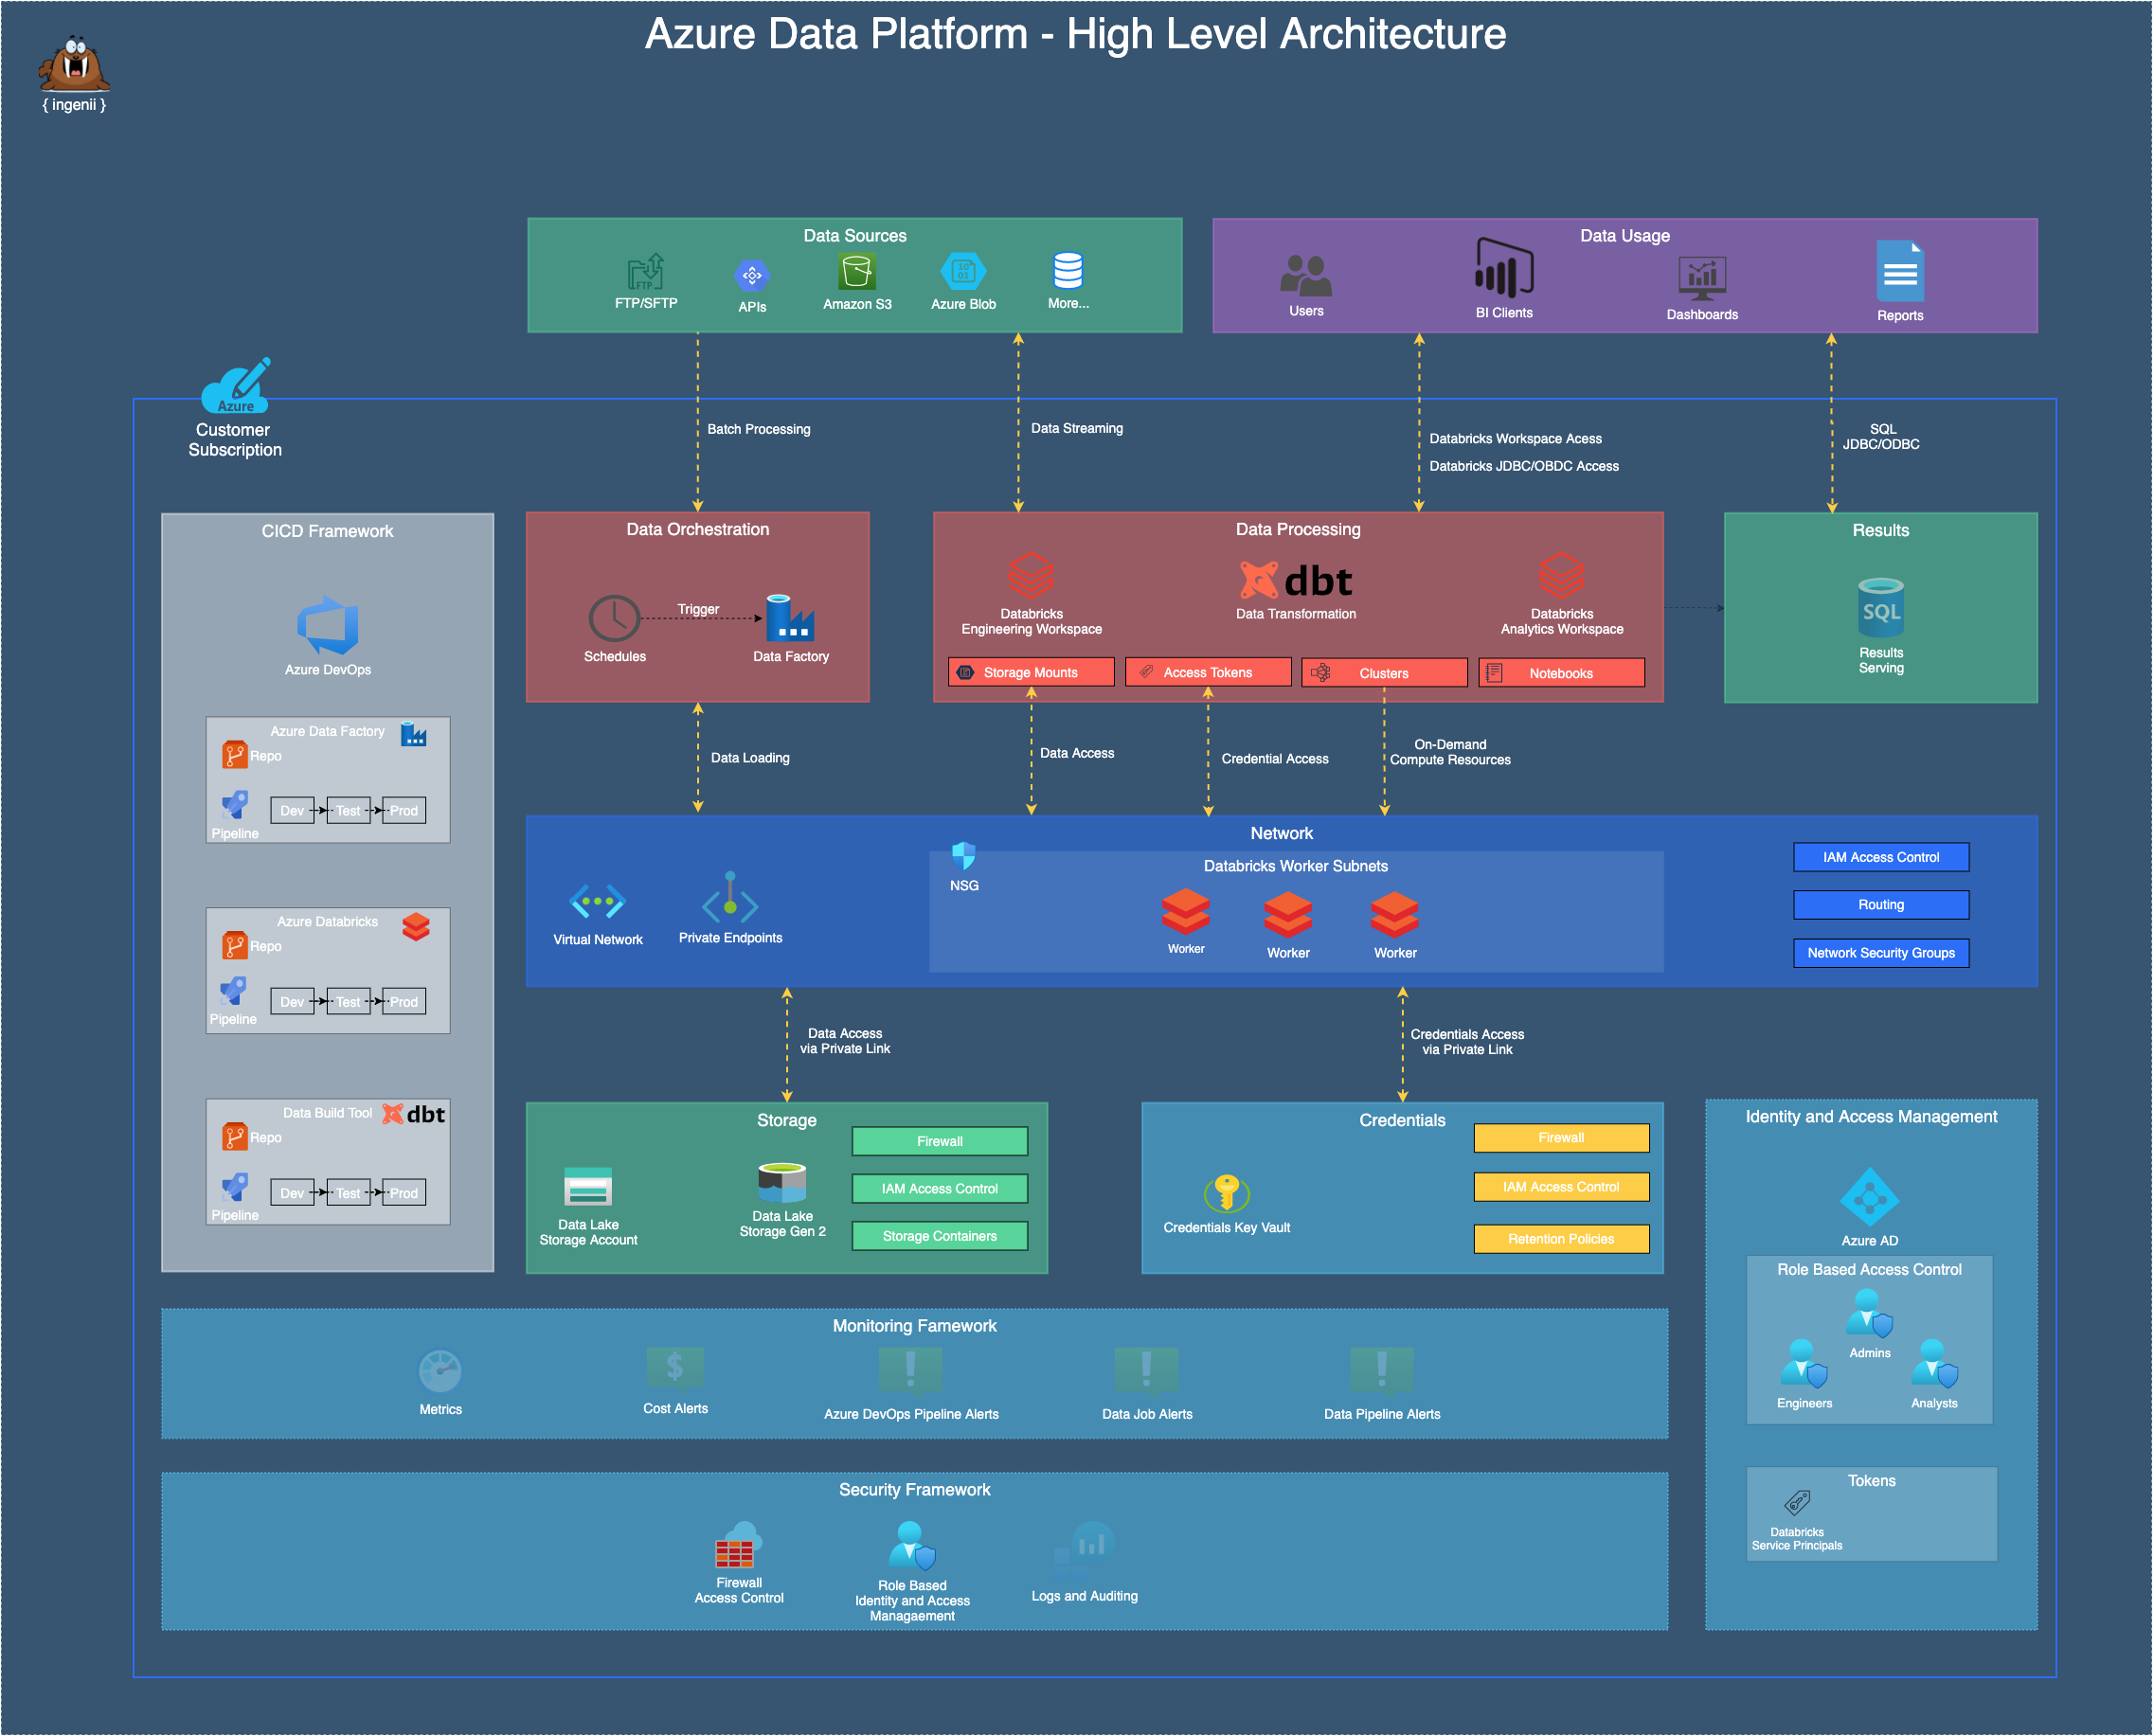 Azure Data Platform - High Level Architecture
{ ingenii }
Data Sources
FTP
FTP/SFTP
APIs
Amazon S3
10
01
Azure Blob
More...
Data Usage
Users
BI Clients
Dashboards
Reports
Azure
Customer
Subscription
Batch Processing
Data Streaming
Databricks Workspace Acess
Databricks JDBC/OBDC Access
SQL
JDBC/ODBC
CICD Framework
Azure DevOps
Azure Data Factory
Repo
Pipeline
Dev
Test
Prod
Azure Databricks
Repo
Pipeline
Dev
Test
Prod
Data Build Tool
dbt
Repo
Pipeline
Dev
Test
Prod
Data Orchestration
Schedules
Trigger
Data Factory
Data Processing
Databricks
Engineering Workspace
dbt
Data Transformation
Databricks
Analytics Workspace
Storage Mounts
Access Tokens
Clusters
Notebooks
Results
SQL
Results
Serving
Data Loading
Data Access
Credential Access
On-Demand
Compute Resources
Network
Virtual Network
Private Endpoints
NSG
Databricks Worker Subnets
Worker
Worker
Worker
IAM Access Control
Routing
Network Security Groups
Data Access
via Private Link
Credentials Access
via Private Link
Storage
Data Lake
Storage Account
Data Lake
Storage Gen 2
Firewall
IAM Access Control
Storage Containers
Credentials
Credentials Key Vault
Firewall
IAM Access Control
Retention Policies
Identity and Access Management
Azure AD
Role Based Access Control
Admins
Engineers
Analysts
Tokens
Databricks
Service Principals
Monitoring Famework
Metrics
$
Cost Alerts
!
Azure DevOps Pipeline Alerts
!
Data Job Alerts
!
Data Pipeline Alerts
Security Framework
Firewall
Access Control
Role Based
Identity and Access
Managaement
Logs and Auditing